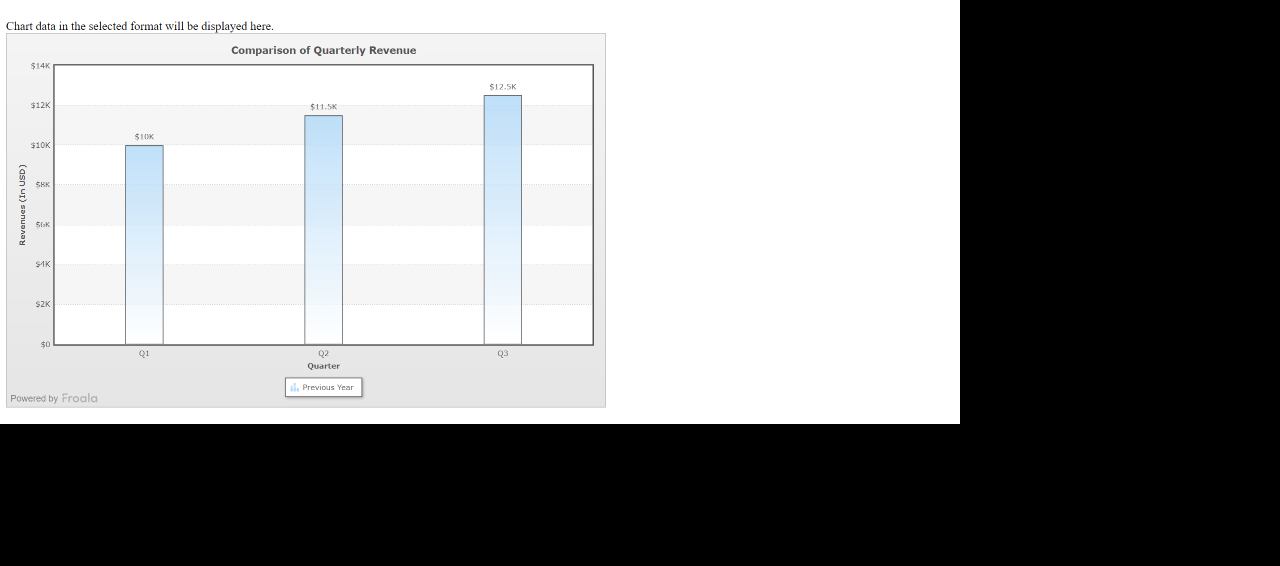 Chart data in the selected format will be displayed here.
Comparison of Quarterly Revenue
$14K
$12K
$10K
$8K
$6K
$4K
$2K
$0
Revenues (In USD)
$10K
$11.5K
$12.5K
Q1
Q2
Q3
Quarter
Previous Year
Powered by Froala